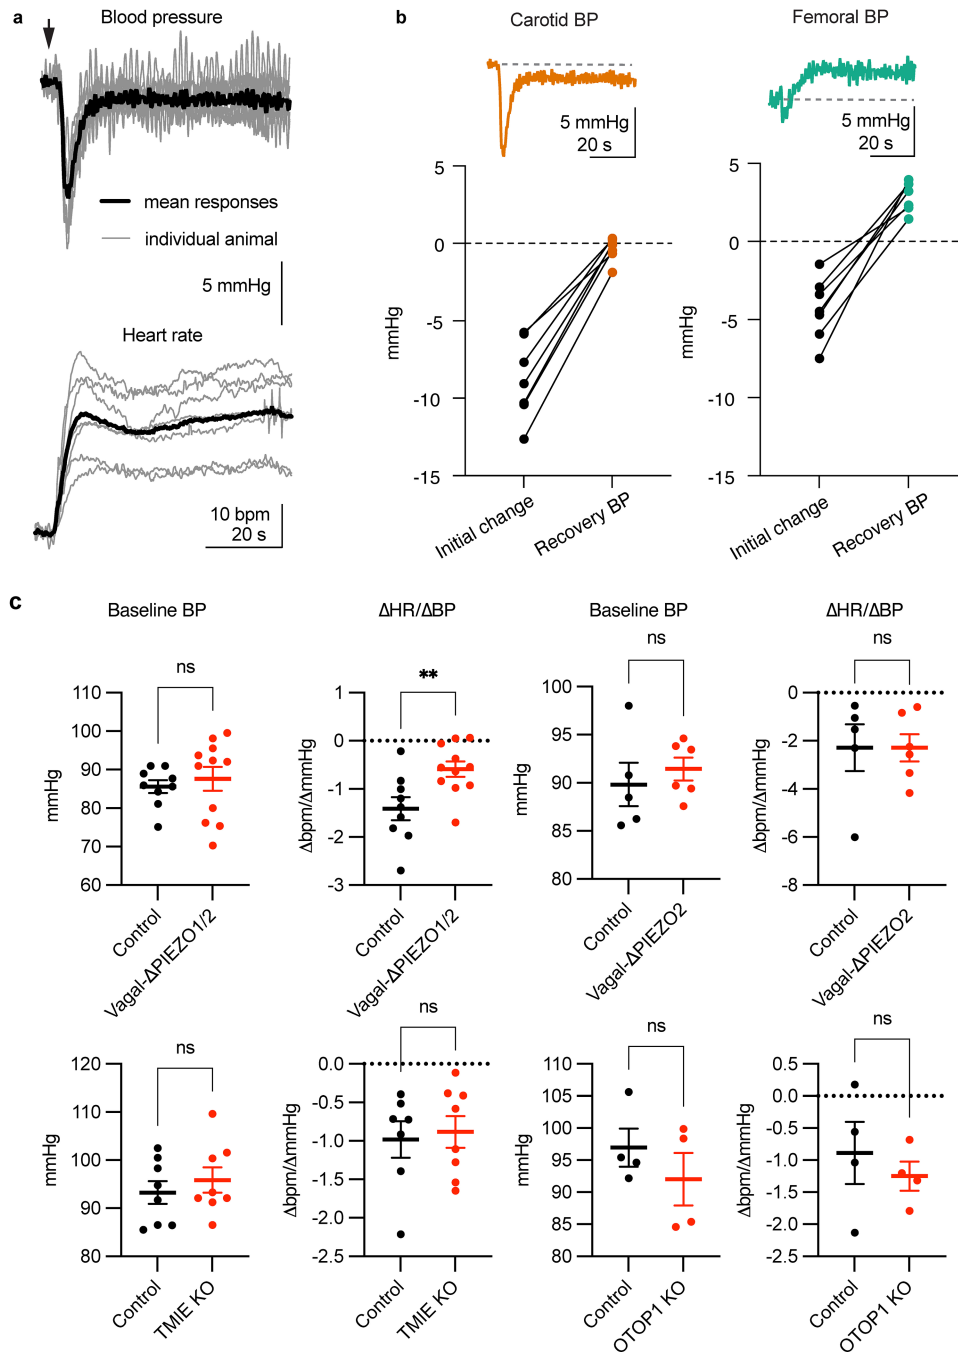 a
Blood pressure
mean responses
individual animal
5 mmHg
Heart rate
10 bpm
20 s
b
Carotid BP
Femoral BP
5 mmHg
20 s
5 mmHg
20 s
5
0
-5
-10
-15
mmHg
Initial change
Recovery BP
5
0
-5
-10
-15
mmHg
Initial change
Recovery BP
c
Baseline BP
ns
110
100
90
80
70
60
mmHg
Control
Vagal-ΔPIEZO1/2
ΔHR/ΔBP
**
1
0
-1
-2
-3
Δbpm/ΔmmHg
Control
Vagal-ΔPIEZO1/2
Baseline BP
ns
100
95
90
85
80
mmHg
Control
Vagal-ΔPIEZO2
ΔHR/ΔBP
ns
0
-2
-4
-6
-8
Δbpm/ΔmmHg
Control
Vagal-ΔPIEZO2
ns
120
110
100
90
80
mmHg
Control
TMIE KO
ns
0.0
-0.5
-1.0
-1.5
-2.0
-2.5
Δbpm/ΔmmHg
Control
TMIE KO
ns
110
105
100
95
90
85
80
mmHg
Control
OTOP1 KO
ns
0.5
0.0
-0.5
-1.0
-1.5
-2.0
-2.5
Δbpm/ΔmmHg
Control
OTOP1 KO